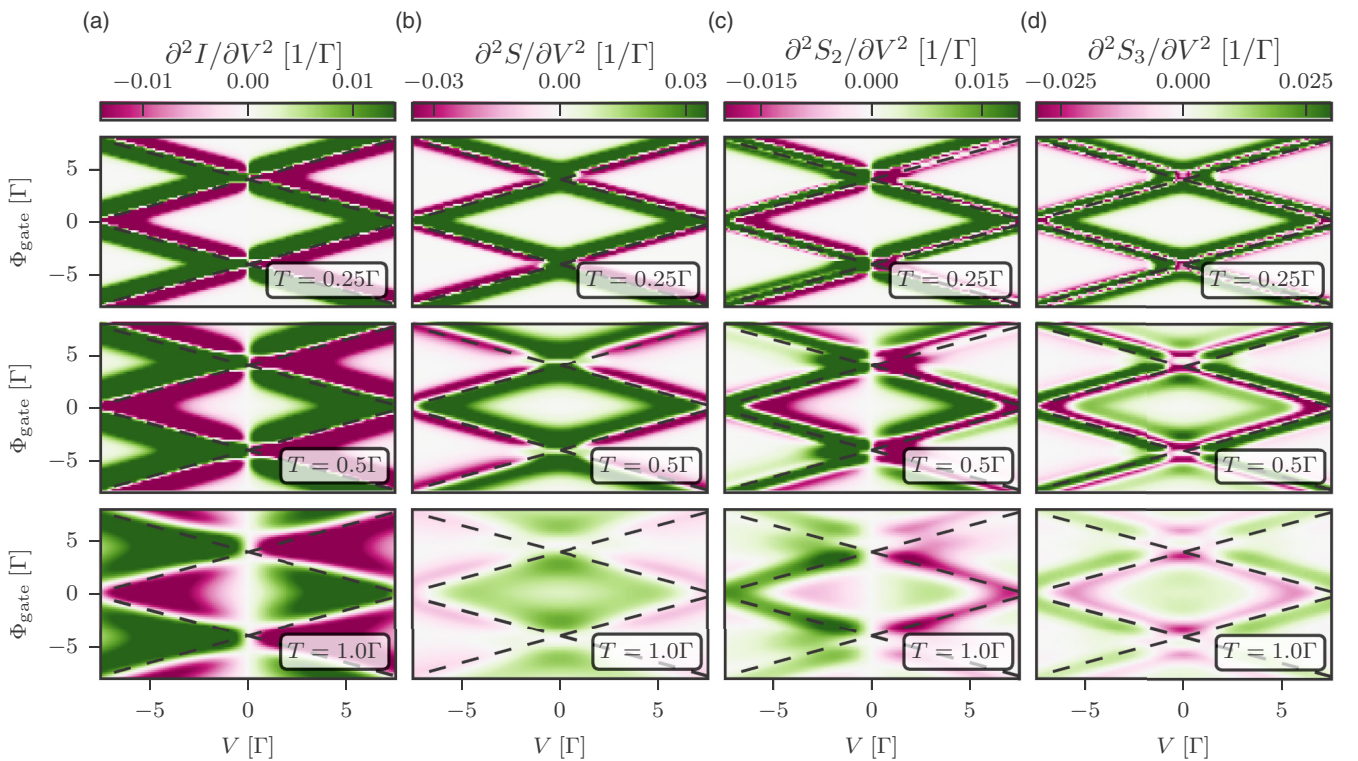 (a) (b) (c) (d)
∂²I/∂V² [1/Γ] ∂²S/∂V² [1/Γ] ∂²S₂/∂V² [1/Γ] ∂²S₃/∂V² [1/Γ]
−0.01 0.00 0.01 −0.03 0.00 0.03 −0.015 0.000 0.015 −0.025 0.000 0.025
Φgate [Γ] 5 0 −5
T = 0.25Γ T = 0.25Γ T = 0.25Γ T = 0.25Γ
Φgate [Γ] 5 0 −5
T = 0.5Γ T = 0.5Γ T = 0.5Γ T = 0.5Γ
Φgate [Γ] 5 0 −5
T = 1.0Γ T = 1.0Γ T = 1.0Γ T = 1.0Γ
−5 0 5 −5 0 5 −5 0 5 −5 0 5
V [Γ] V [Γ] V [Γ] V [Γ]